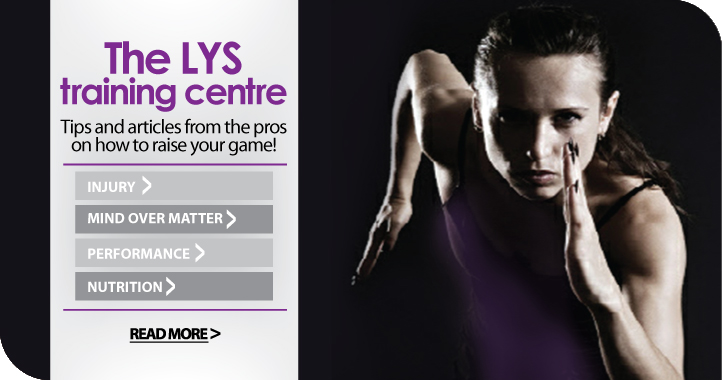 The LYS
training centre
Tips and articles from the pros
on how to raise your game!
INJURY >
MIND OVER MATTER >
PERFORMANCE >
NUTRITION >
READ MORE >